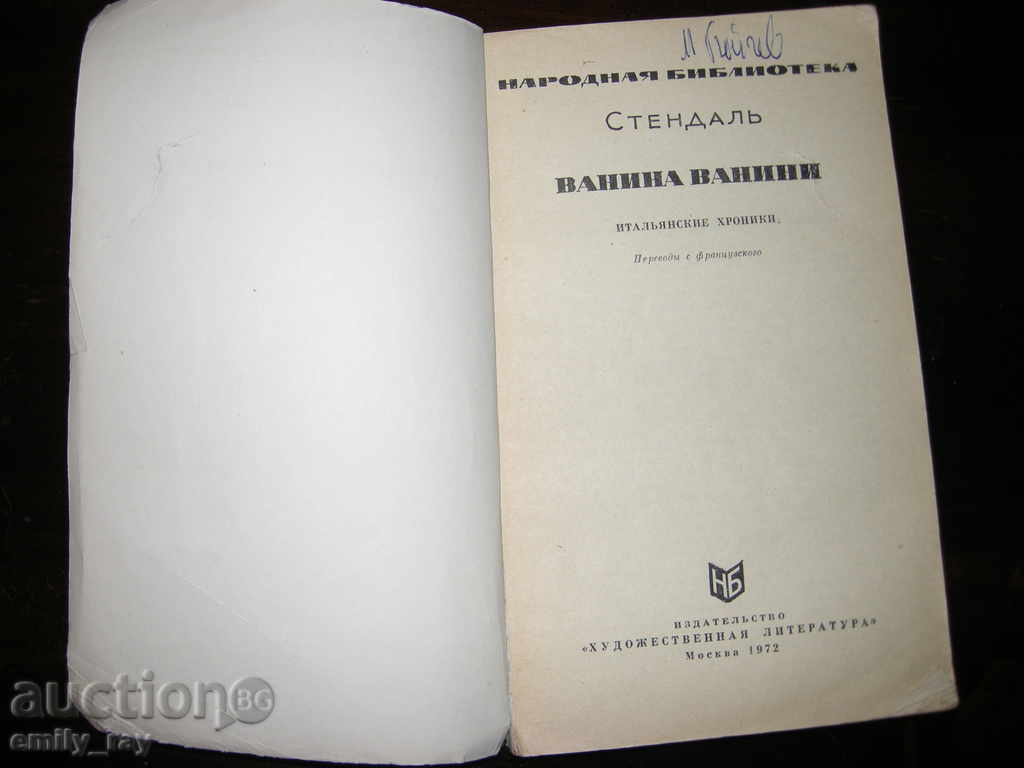 НАРОДНАЯ БИБЛИОТЕКА
СТЕНДАЛЬ
ВАНИНА ВАНИНИ
ИТАЛЬЯНСКИЕ ХРОНИКИ
Переводы с французского
НБ
ИЗДАТЕЛЬСТВО
«ХУДОЖЕСТВЕННАЯ ЛИТЕРАТУРА»
Москва 1972
auctionBG
emily_ray